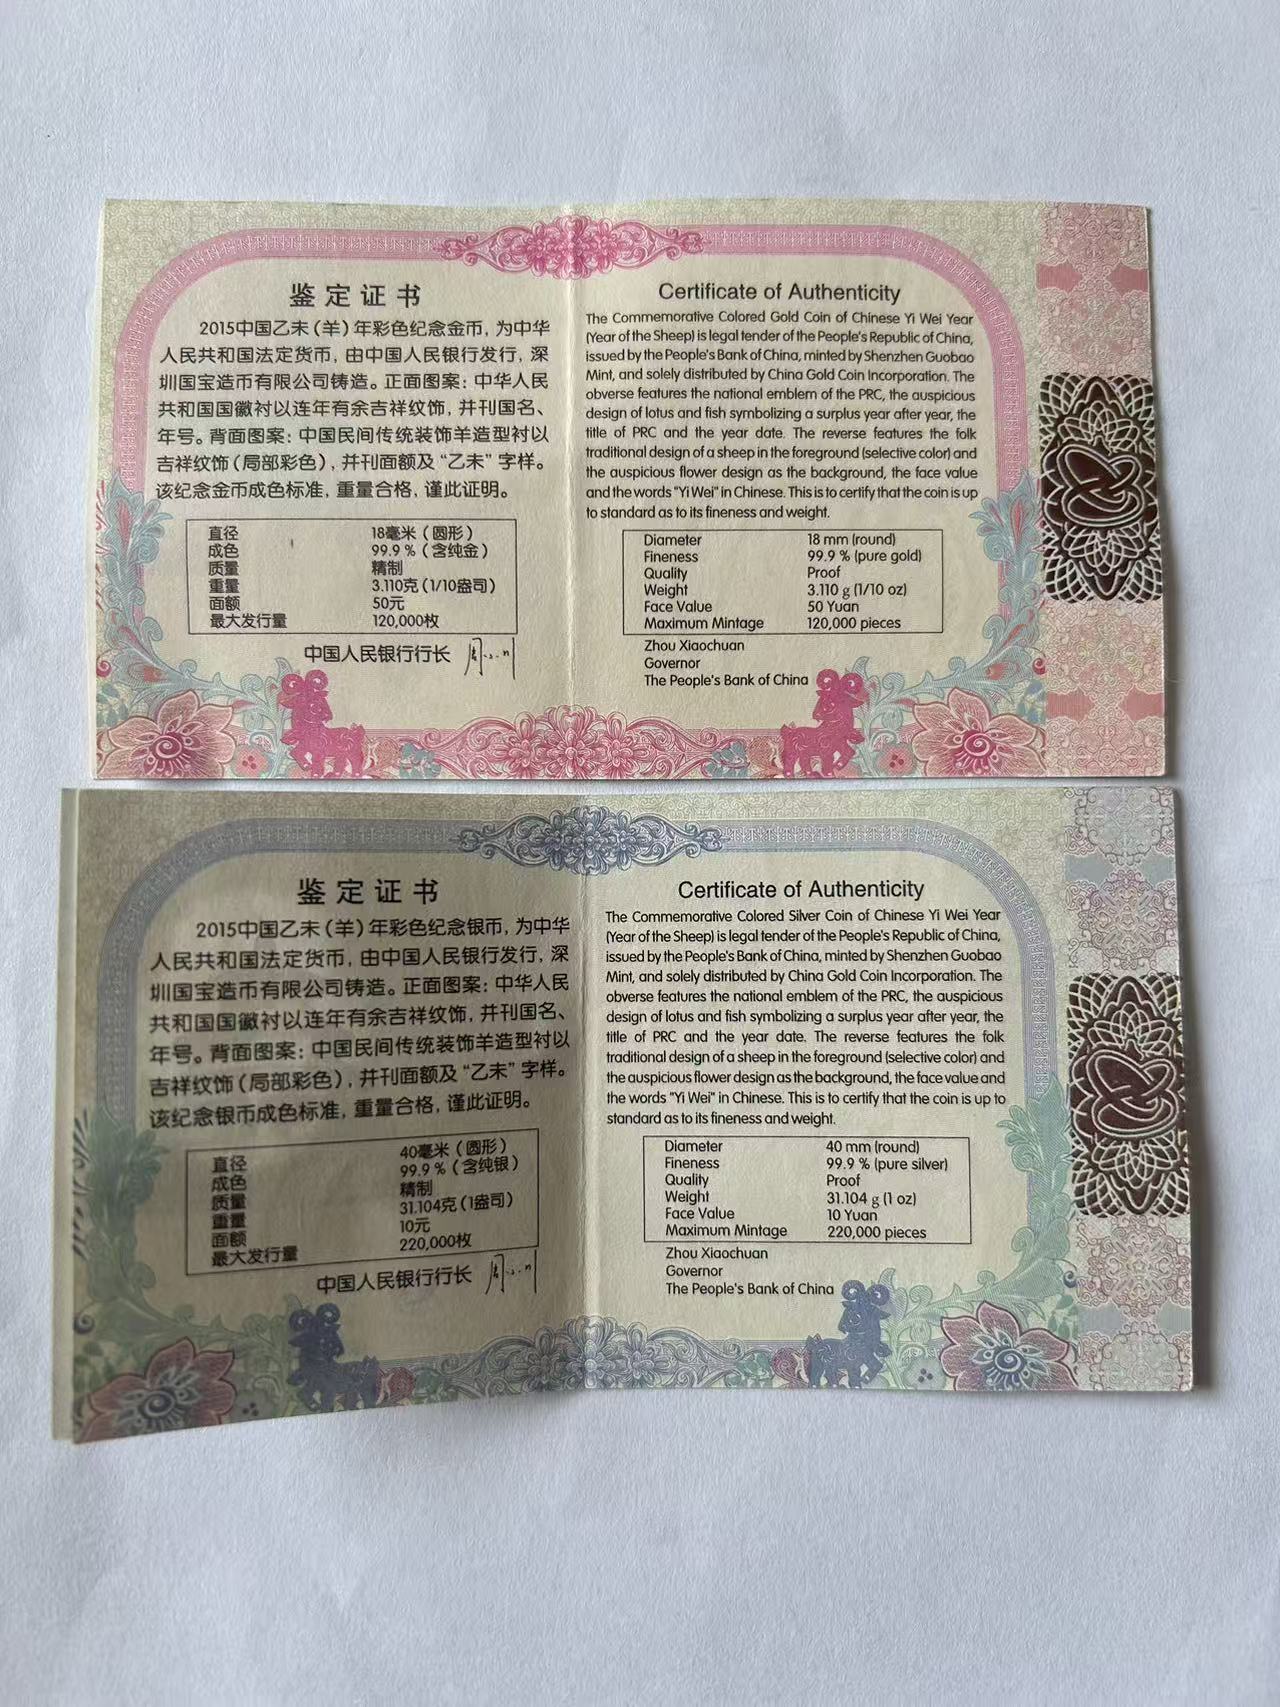 鉴定证书
2015中国乙未（羊）年彩色纪念金币，为中华
人民共和国法定货币，由中国人民银行发行，深
圳国宝造币有限公司铸造。正面图案：中华人民
共和国国徽衬以连年有余吉祥纹饰，并刊国名、
年号。背面图案：中国民间传统装饰羊造型衬以
吉祥纹饰（局部彩色），并刊面额及“乙未”字样。
该纪念金币成色标准，重量合格，谨此证明。
直径 18毫米（圆形）
成色 99.9％（含纯金）
质量 精制
重量 3.110克（1/10盎司）
面额 50元
最大发行量 120,000枚
中国人民银行行长
Certificate of Authenticity
The Commemorative Colored Gold Coin of Chinese Yi Wei Year
(Year of the Sheep) is legal tender of the People's Republic of China,
issued by the People's Bank of China, minted by Shenzhen Guobao
Mint, and solely distributed by China Gold Coin Incorporation. The
obverse features the national emblem of the PRC, the auspicious
design of lotus and fish symbolizing a surplus year after year, the
title of PRC and the year date. The reverse features the folk
traditional design of a sheep in the foreground (selective color) and
the auspicious flower design as the background, the face value
and the words "Yi Wei" in Chinese. This is to certify that the coin is up
to standard as to its fineness and weight.
Diameter 18 mm (round)
Fineness 99.9 % (pure gold)
Quality Proof
Weight 3.110 g (1/10 oz)
Face Value 50 Yuan
Maximum Mintage 120,000 pieces
Zhou Xiaochuan
Governor
The People's Bank of China
鉴定证书
2015中国乙未（羊）年彩色纪念银币，为中华
人民共和国法定货币，由中国人民银行发行，深
圳国宝造币有限公司铸造。正面图案：中华人民
共和国国徽衬以连年有余吉祥纹饰，并刊国名、
年号。背面图案：中国民间传统装饰羊造型衬以
吉祥纹饰（局部彩色），并刊面额及“乙未”字样。
该纪念银币成色标准，重量合格，谨此证明。
直径 40毫米（圆形）
成色 99.9％（含纯银）
质量 精制
重量 31.104克（1盎司）
面额 10元
最大发行量 220,000枚
中国人民银行行长
Certificate of Authenticity
The Commemorative Colored Silver Coin of Chinese Yi Wei Year
(Year of the Sheep) is legal tender of the People's Republic of China,
issued by the People's Bank of China, minted by Shenzhen Guobao
Mint, and solely distributed by China Gold Coin Incorporation. The
obverse features the national emblem of the PRC, the auspicious
design of lotus and fish symbolizing a surplus year after year, the
title of PRC and the year date. The reverse features the folk
traditional design of a sheep in the foreground (selective color) and
the auspicious flower design as the background, the face value and
the words "Yi Wei" in Chinese. This is to certify that the coin is up to
standard as to its fineness and weight.
Diameter 40 mm (round)
Fineness 99.9 % (pure silver)
Quality Proof
Weight 31.104 g (1 oz)
Face Value 10 Yuan
Maximum Mintage 220,000 pieces
Zhou Xiaochuan
Governor
The People's Bank of China